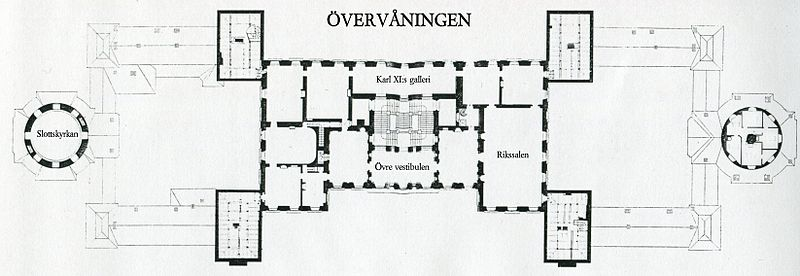 ÖVERVÅNINGEN
Karl XI:s galleri
Slottskyrkan
Övre vestibulen
Rikssalen